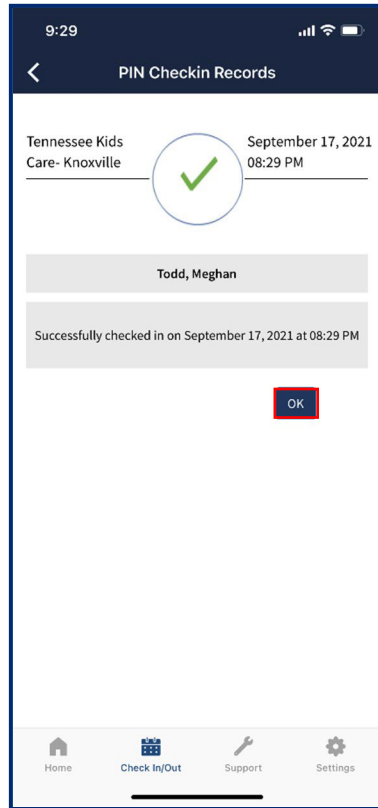 9:29
PIN Checkin Records
Tennessee Kids
Care- Knoxville
September 17, 2021
08:29 PM
Todd, Meghan
Successfully checked in on September 17, 2021 at 08:29 PM
OK
Home Check In/Out Support Settings